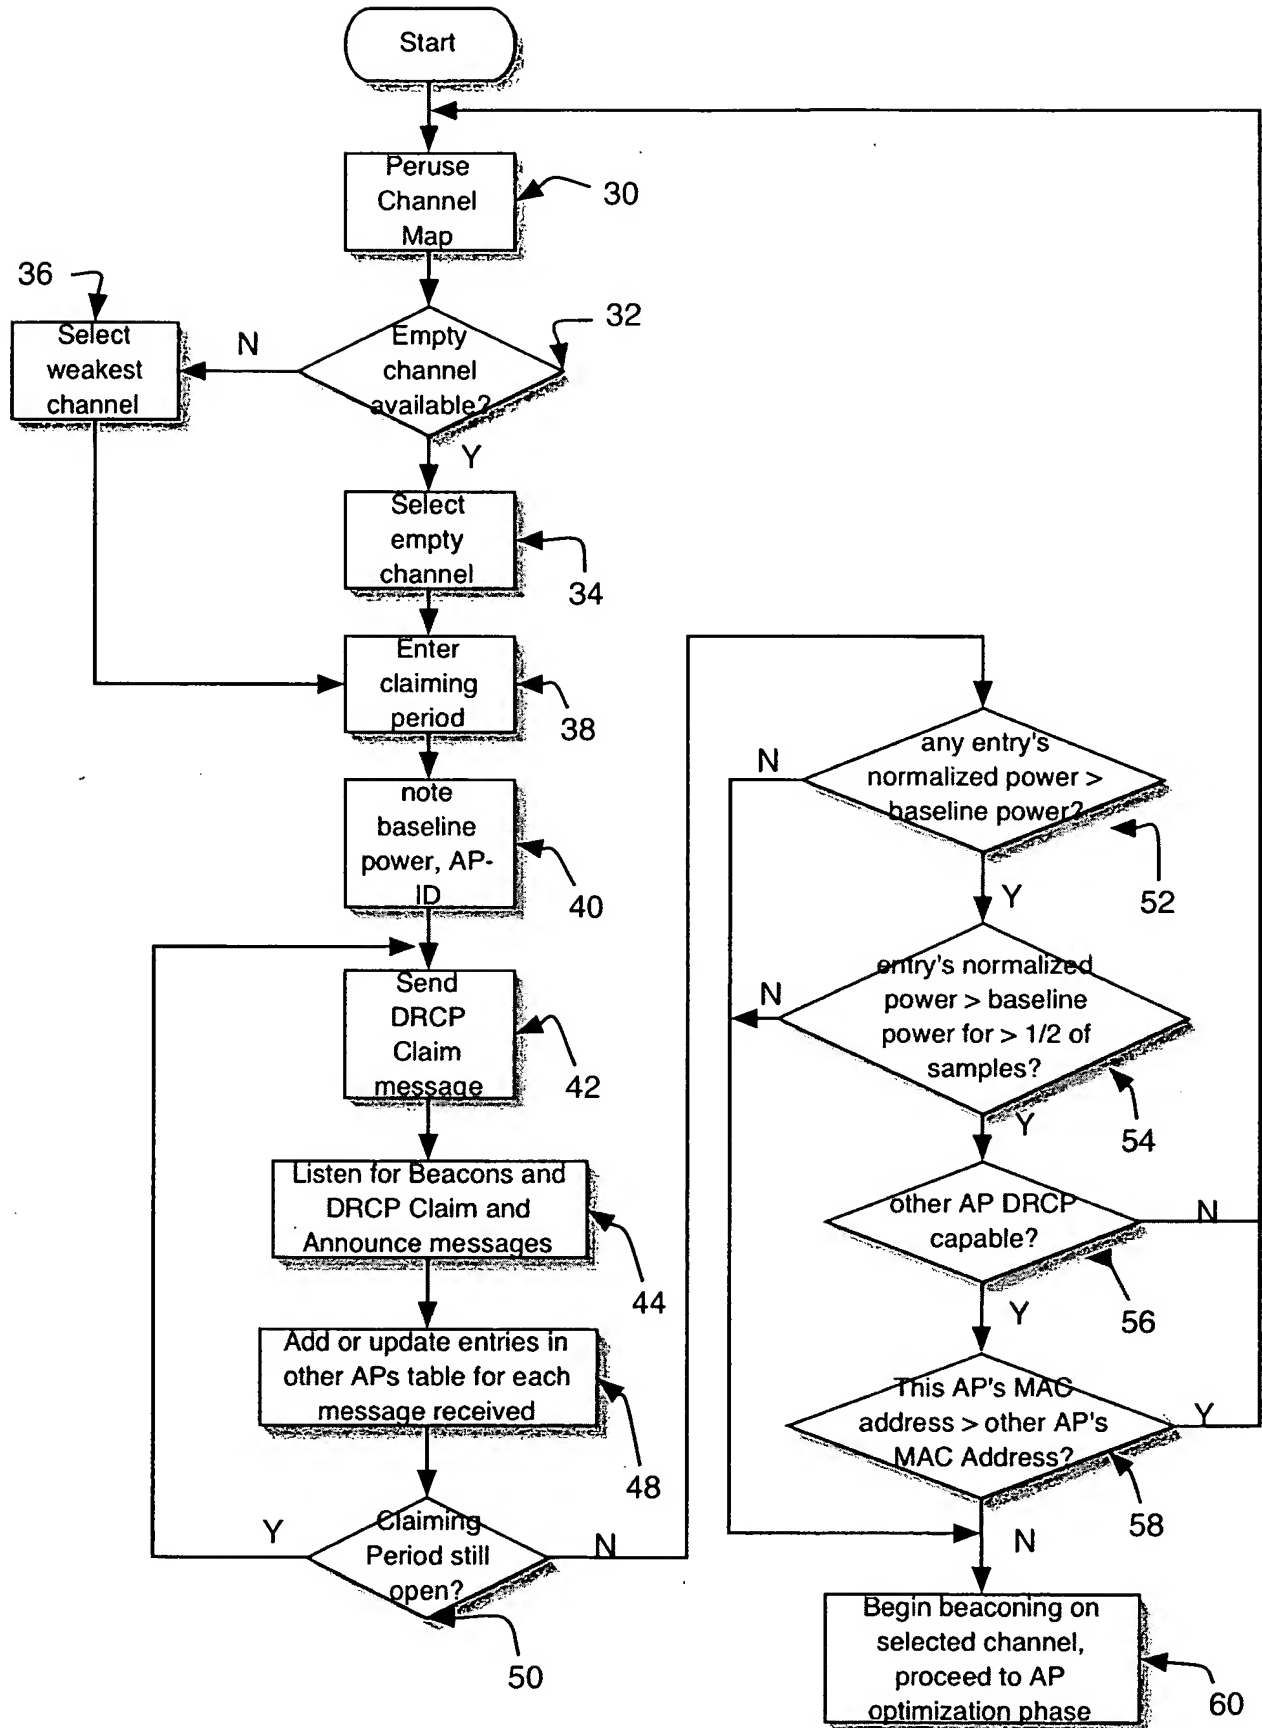 Start
Peruse
Channel
Map
30
36
Select
weakest
channel
N
Empty
channel
available?
32
Y
Select
empty
channel
34
Enter
claiming
period
38
note
baseline
power, AP-
ID
40
Send
DRCP
Claim
message
42
Listen for Beacons and
DRCP Claim and
Announce messages
44
Add or update entries in
other APs table for each
message received
48
Y
Claiming
Period still
open?
N
50
N
any entry's
normalized power >
baseline power?
52
Y
N
entry's normalized
power > baseline
power for > 1/2 of
samples?
54
Y
other AP DRCP
capable?
N
56
Y
This AP's MAC
address > other AP's
MAC Address?
Y
58
N
Begin beaconing on
selected channel,
proceed to AP
optimization phase
60